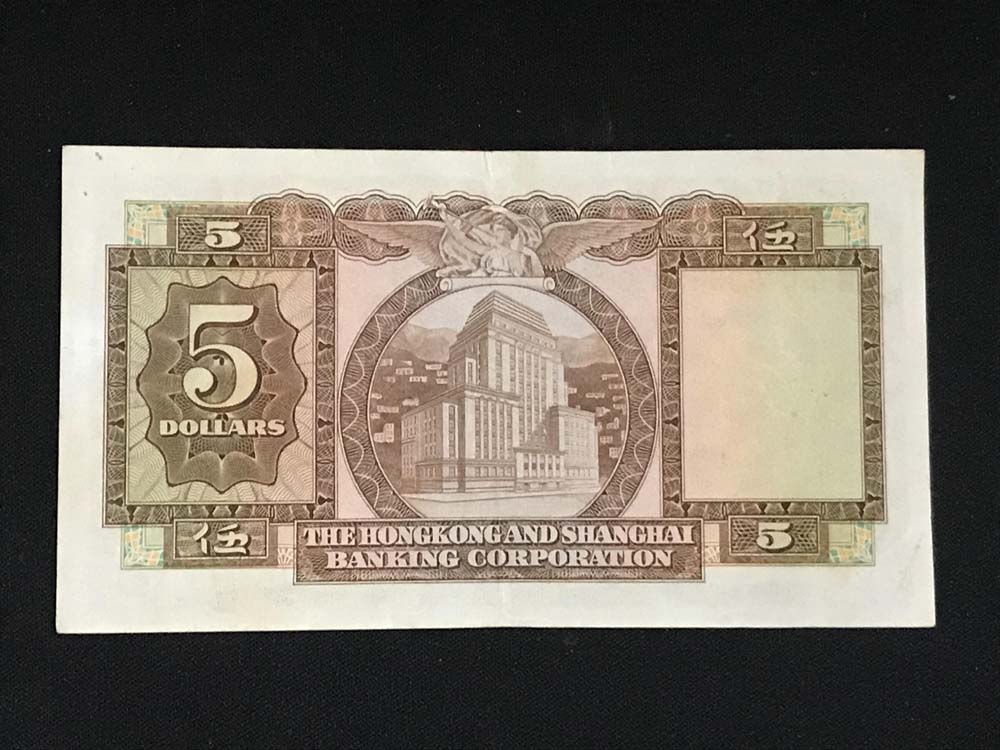 5
伍
5
DOLLARS
伍
THE HONGKONG AND SHANGHAI
BANKING CORPORATION
5